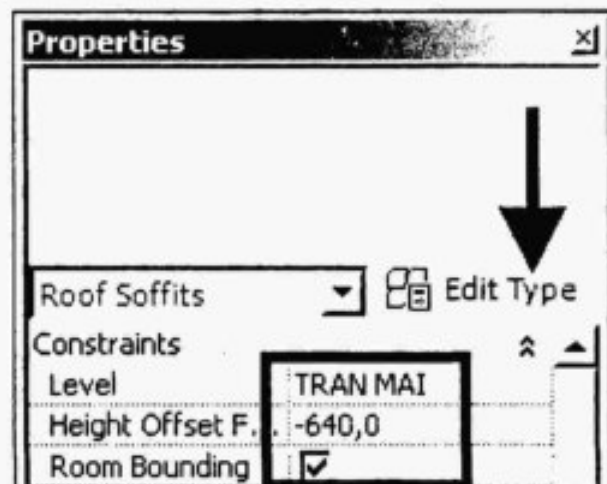 Properties
Roof Soffits Edit Type
Constraints
Level TRAN MAI
Height Offset F... -640,0
Room Bounding